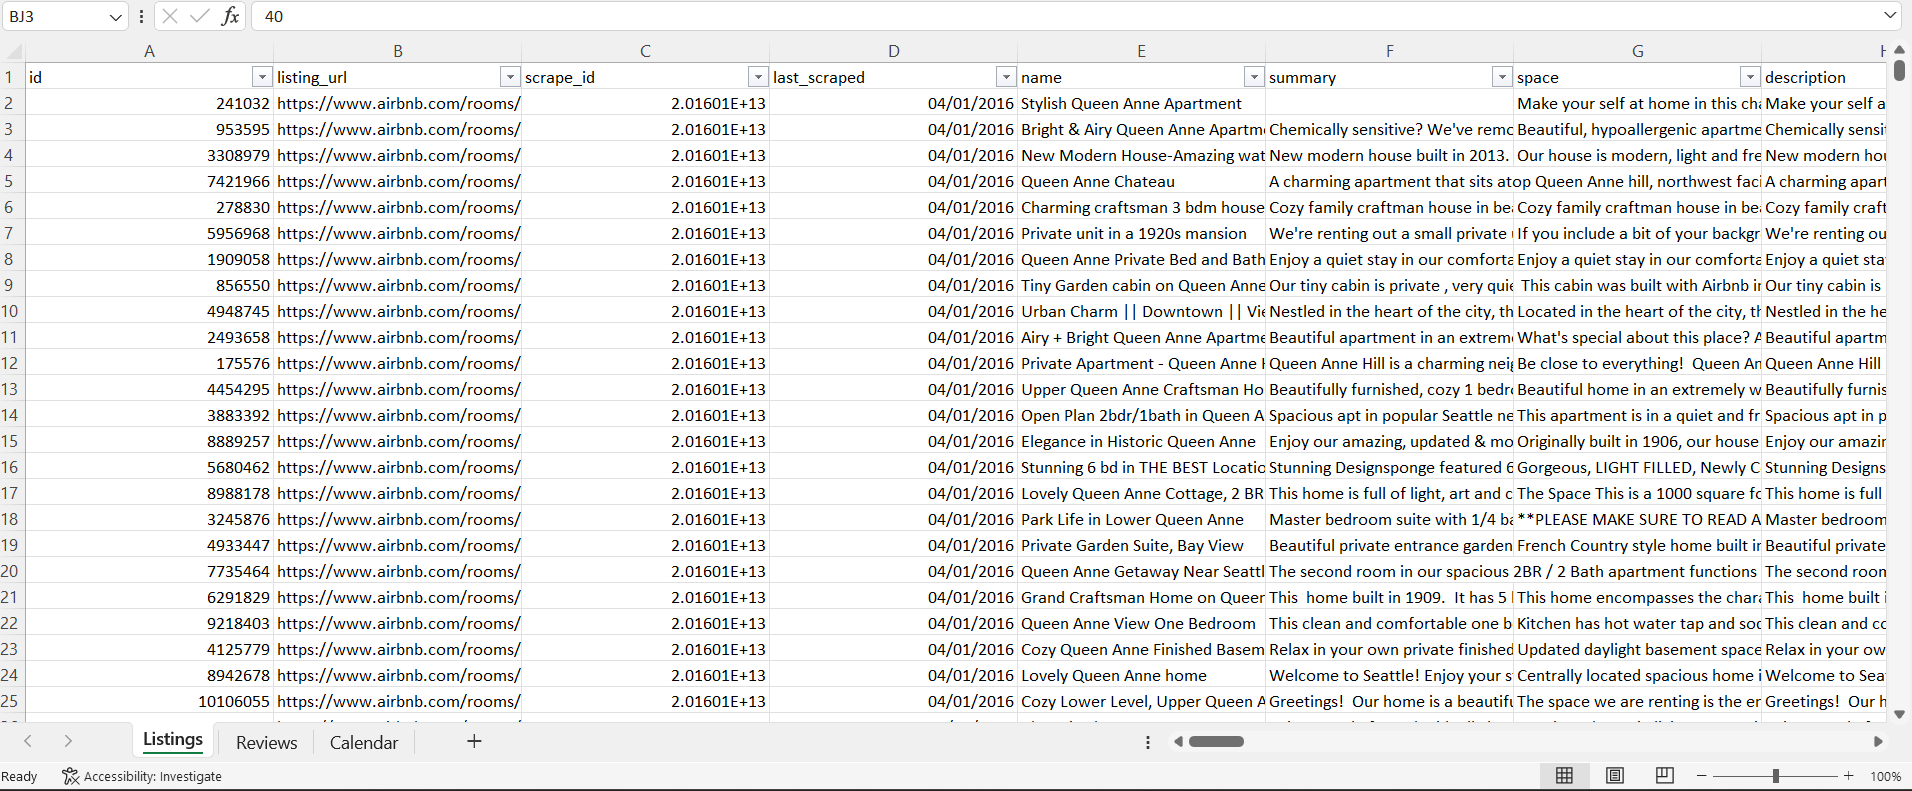 BJ3 fx 40
A B C D E F G H
1 id listing_url scrape_id last_scraped name summary space description
2 241032 https://www.airbnb.com/rooms/ 2.01601E+13 04/01/2016 Stylish Queen Anne Apartment Make your self at home in this cha Make your self a
3 953595 https://www.airbnb.com/rooms/ 2.01601E+13 04/01/2016 Bright & Airy Queen Anne Apartm Chemically sensitive? We've remo Beautiful, hypoallergenic apartme Chemically sensit
4 3308979 https://www.airbnb.com/rooms/ 2.01601E+13 04/01/2016 New Modern House-Amazing wat New modern house built in 2013. Our house is modern, light and fre New modern hou
5 7421966 https://www.airbnb.com/rooms/ 2.01601E+13 04/01/2016 Queen Anne Chateau A charming apartment that sits atop Queen Anne hill, northwest faci A charming apart
6 278830 https://www.airbnb.com/rooms/ 2.01601E+13 04/01/2016 Charming craftsman 3 bdm house Cozy family craftman house in bea Cozy family craftman house in bea Cozy family craft
7 5956968 https://www.airbnb.com/rooms/ 2.01601E+13 04/01/2016 Private unit in a 1920s mansion We're renting out a small private If you include a bit of your backgr We're renting ou
8 1909058 https://www.airbnb.com/rooms/ 2.01601E+13 04/01/2016 Queen Anne Private Bed and Bath Enjoy a quiet stay in our comforta Enjoy a quiet stay in our comforta Enjoy a quiet sta
9 856550 https://www.airbnb.com/rooms/ 2.01601E+13 04/01/2016 Tiny Garden cabin on Queen Anne Our tiny cabin is private , very quie This cabin was built with Airbnb in Our tiny cabin is
10 4948745 https://www.airbnb.com/rooms/ 2.01601E+13 04/01/2016 Urban Charm || Downtown || Vie Nestled in the heart of the city, th Located in the heart of the city, th Nestled in the he
11 2493658 https://www.airbnb.com/rooms/ 2.01601E+13 04/01/2016 Airy + Bright Queen Anne Apartme Beautiful apartment in an extrem What's special about this place? A Beautiful apartm
12 175576 https://www.airbnb.com/rooms/ 2.01601E+13 04/01/2016 Private Apartment - Queen Anne H Queen Anne Hill is a charming neig Be close to everything! Queen An Queen Anne Hill
13 4454295 https://www.airbnb.com/rooms/ 2.01601E+13 04/01/2016 Upper Queen Anne Craftsman Ho Beautifully furnished, cozy 1 bedr Beautiful home in an extremely w Beautifully furnis
14 3883392 https://www.airbnb.com/rooms/ 2.01601E+13 04/01/2016 Open Plan 2bdr/1bath in Queen A Spacious apt in popular Seattle ne This apartment is in a quiet and fr Spacious apt in p
15 8889257 https://www.airbnb.com/rooms/ 2.01601E+13 04/01/2016 Elegance in Historic Queen Anne Enjoy our amazing, updated & mo Originally built in 1906, our house Enjoy our amazin
16 5680462 https://www.airbnb.com/rooms/ 2.01601E+13 04/01/2016 Stunning 6 bd in THE BEST Locatio Stunning Designsponge featured 6 Gorgeous, LIGHT FILLED, Newly C Stunning Designs
17 8988178 https://www.airbnb.com/rooms/ 2.01601E+13 04/01/2016 Lovely Queen Anne Cottage, 2 BR This home is full of light, art and c The Space This is a 1000 square fo This home is full
18 3245876 https://www.airbnb.com/rooms/ 2.01601E+13 04/01/2016 Park Life in Lower Queen Anne Master bedroom suite with 1/4 ba **PLEASE MAKE SURE TO READ A Master bedroom
19 4933447 https://www.airbnb.com/rooms/ 2.01601E+13 04/01/2016 Private Garden Suite, Bay View Beautiful private entrance garden French Country style home built in Beautiful private
20 7735464 https://www.airbnb.com/rooms/ 2.01601E+13 04/01/2016 Queen Anne Getaway Near Seattl The second room in our spacious 2BR / 2 Bath apartment functions The second room
21 6291829 https://www.airbnb.com/rooms/ 2.01601E+13 04/01/2016 Grand Craftsman Home on Queen This home built in 1909. It has 5 This home encompasses the chara This home built i
22 9218403 https://www.airbnb.com/rooms/ 2.01601E+13 04/01/2016 Queen Anne View One Bedroom This clean and comfortable one b Kitchen has hot water tap and sod This clean and co
23 4125779 https://www.airbnb.com/rooms/ 2.01601E+13 04/01/2016 Cozy Queen Anne Finished Basem Relax in your own private finished Updated daylight basement space Relax in your ow
24 8942678 https://www.airbnb.com/rooms/ 2.01601E+13 04/01/2016 Lovely Queen Anne home Welcome to Seattle! Enjoy your s Centrally located spacious home i Welcome to Sea
25 10106055 https://www.airbnb.com/rooms/ 2.01601E+13 04/01/2016 Cozy Lower Level, Upper Queen A Greetings! Our home is a beautifu The space we are renting is the en Greetings! Our h
Listings Reviews Calendar
Ready Accessibility: Investigate 100%